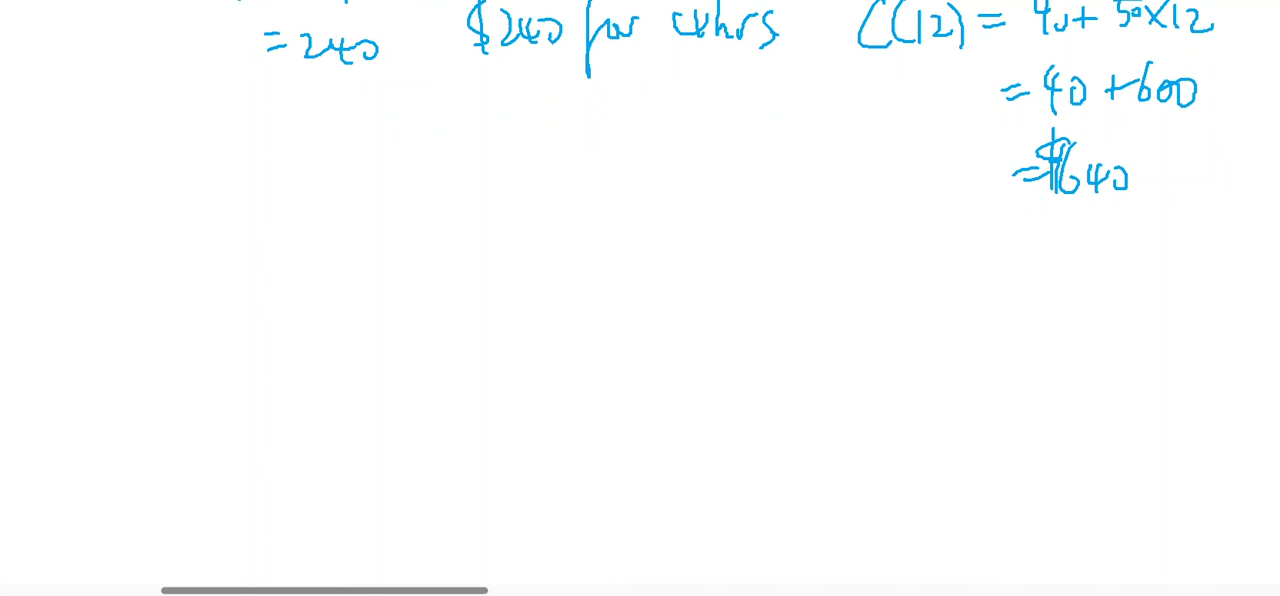 = 240
$240 for 4hrs
C(12) = 40 + 50×12
= 40 + 600
= $640